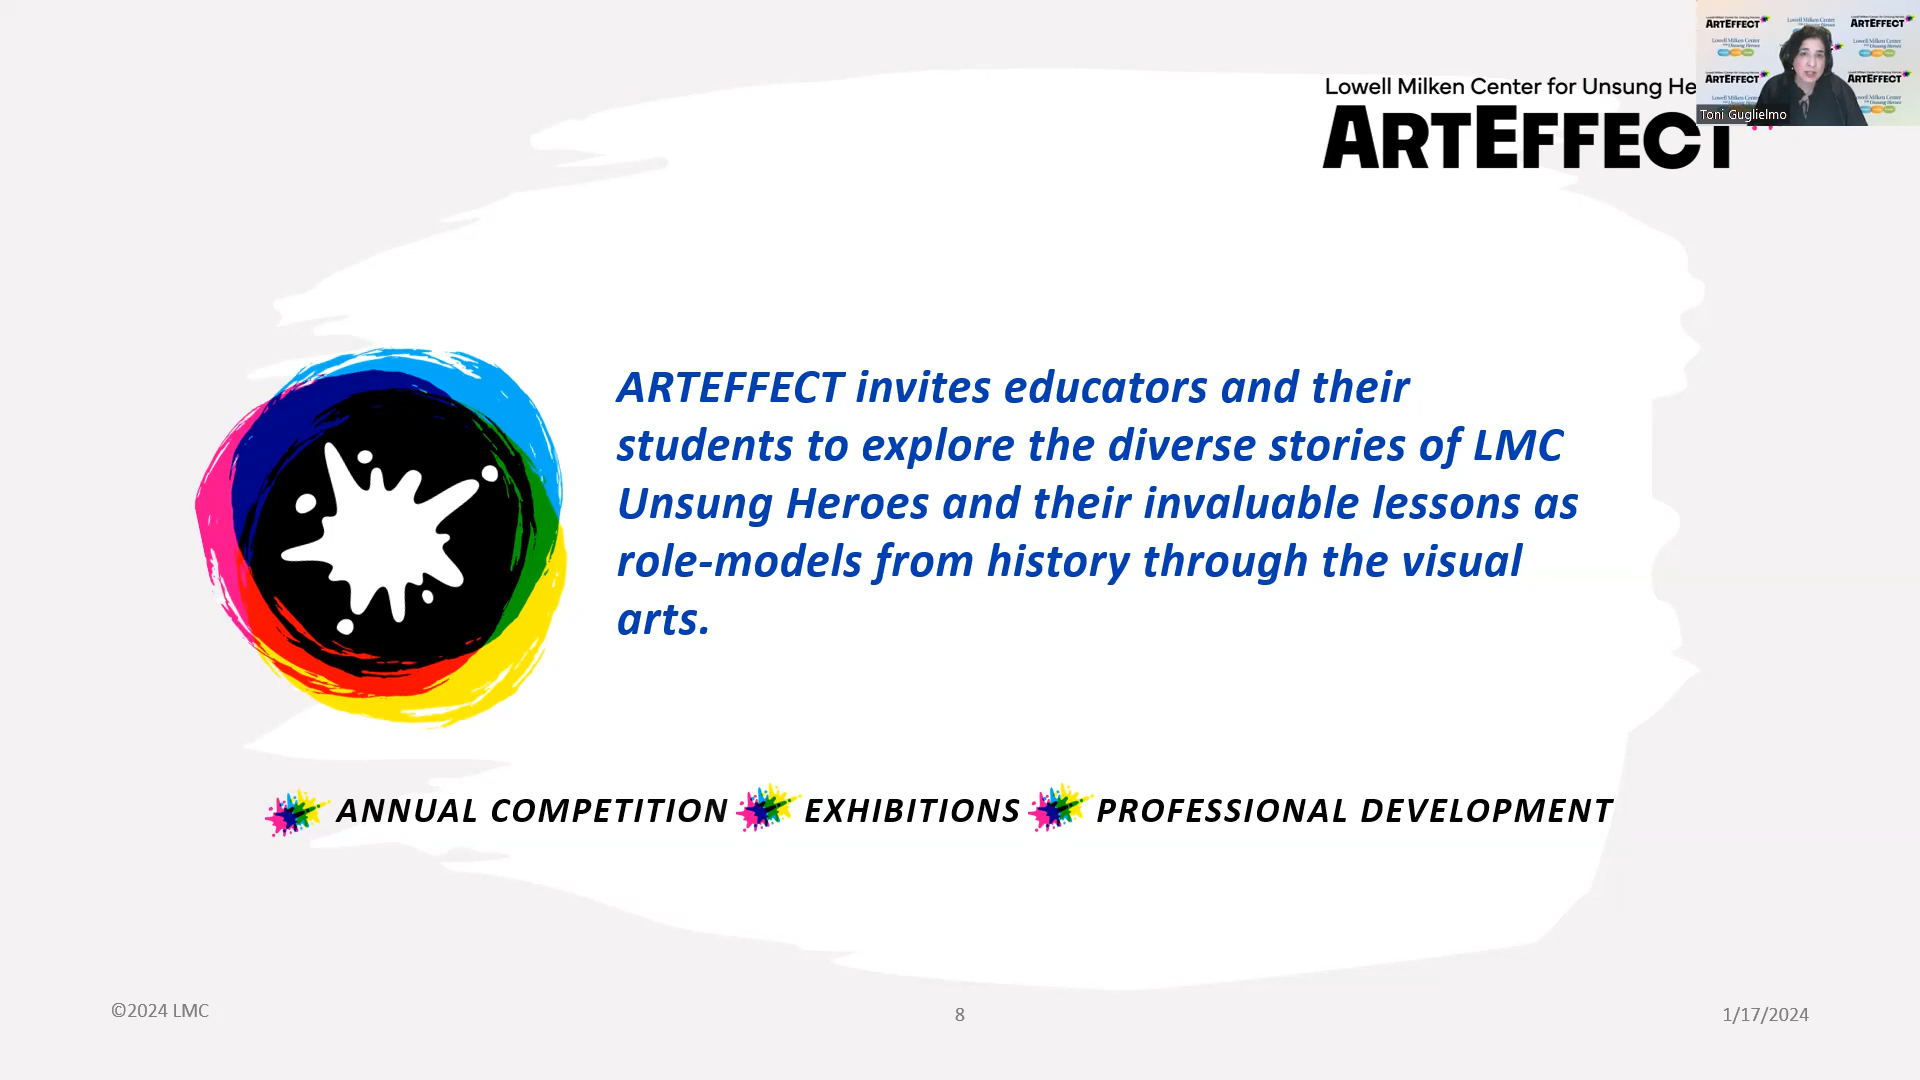 Lowell Milken Center for Unsung He
ARTEFFECT
ARTEFFECT
ARTEFFECT
ARTEFFECT
ARTEFFECT
Toni Guglielmo
ARTEFFECT invites educators and their
students to explore the diverse stories of LMC
Unsung Heroes and their invaluable lessons as
role-models from history through the visual
arts.
ANNUAL COMPETITION EXHIBITIONS PROFESSIONAL DEVELOPMENT
©2024 LMC
8
1/17/2024